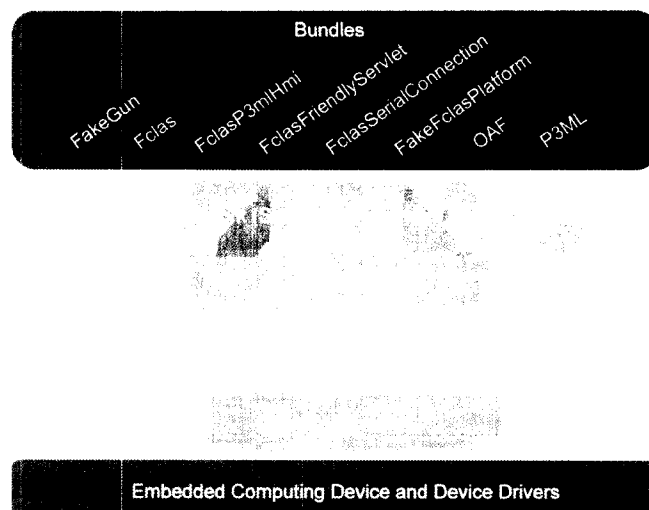 Bundles
FakeGun
Fclas
FclasP3mlHmi
FclasFriendlyServlet
FclasSerialConnection
FakeFclasPlatform
OAF
P3ML
Embedded Computing Device and Device Drivers